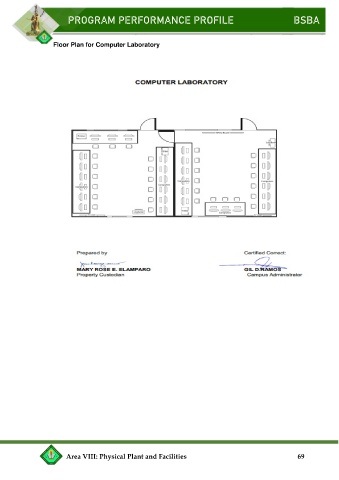 PROGRAM PERFORMANCE PROFILE BSBA
Floor Plan for Computer Laboratory
COMPUTER LABORATORY
Prepared by Certified Correct:
MARY ROSE E. ELAMPARO GIL D. RAMOS
Property Custodian Campus Administrator
Area VIII: Physical Plant and Facilities 69